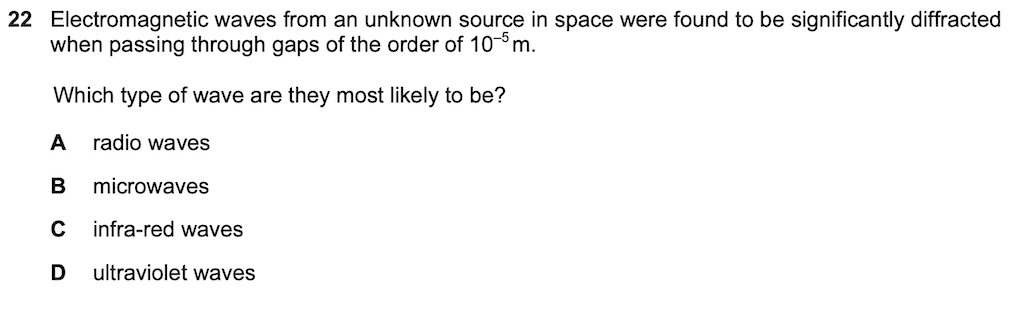 22 Electromagnetic waves from an unknown source in space were found to be significantly diffracted
when passing through gaps of the order of 10⁻⁵ m.
Which type of wave are they most likely to be?
A radio waves
B microwaves
C infra-red waves
D ultraviolet waves